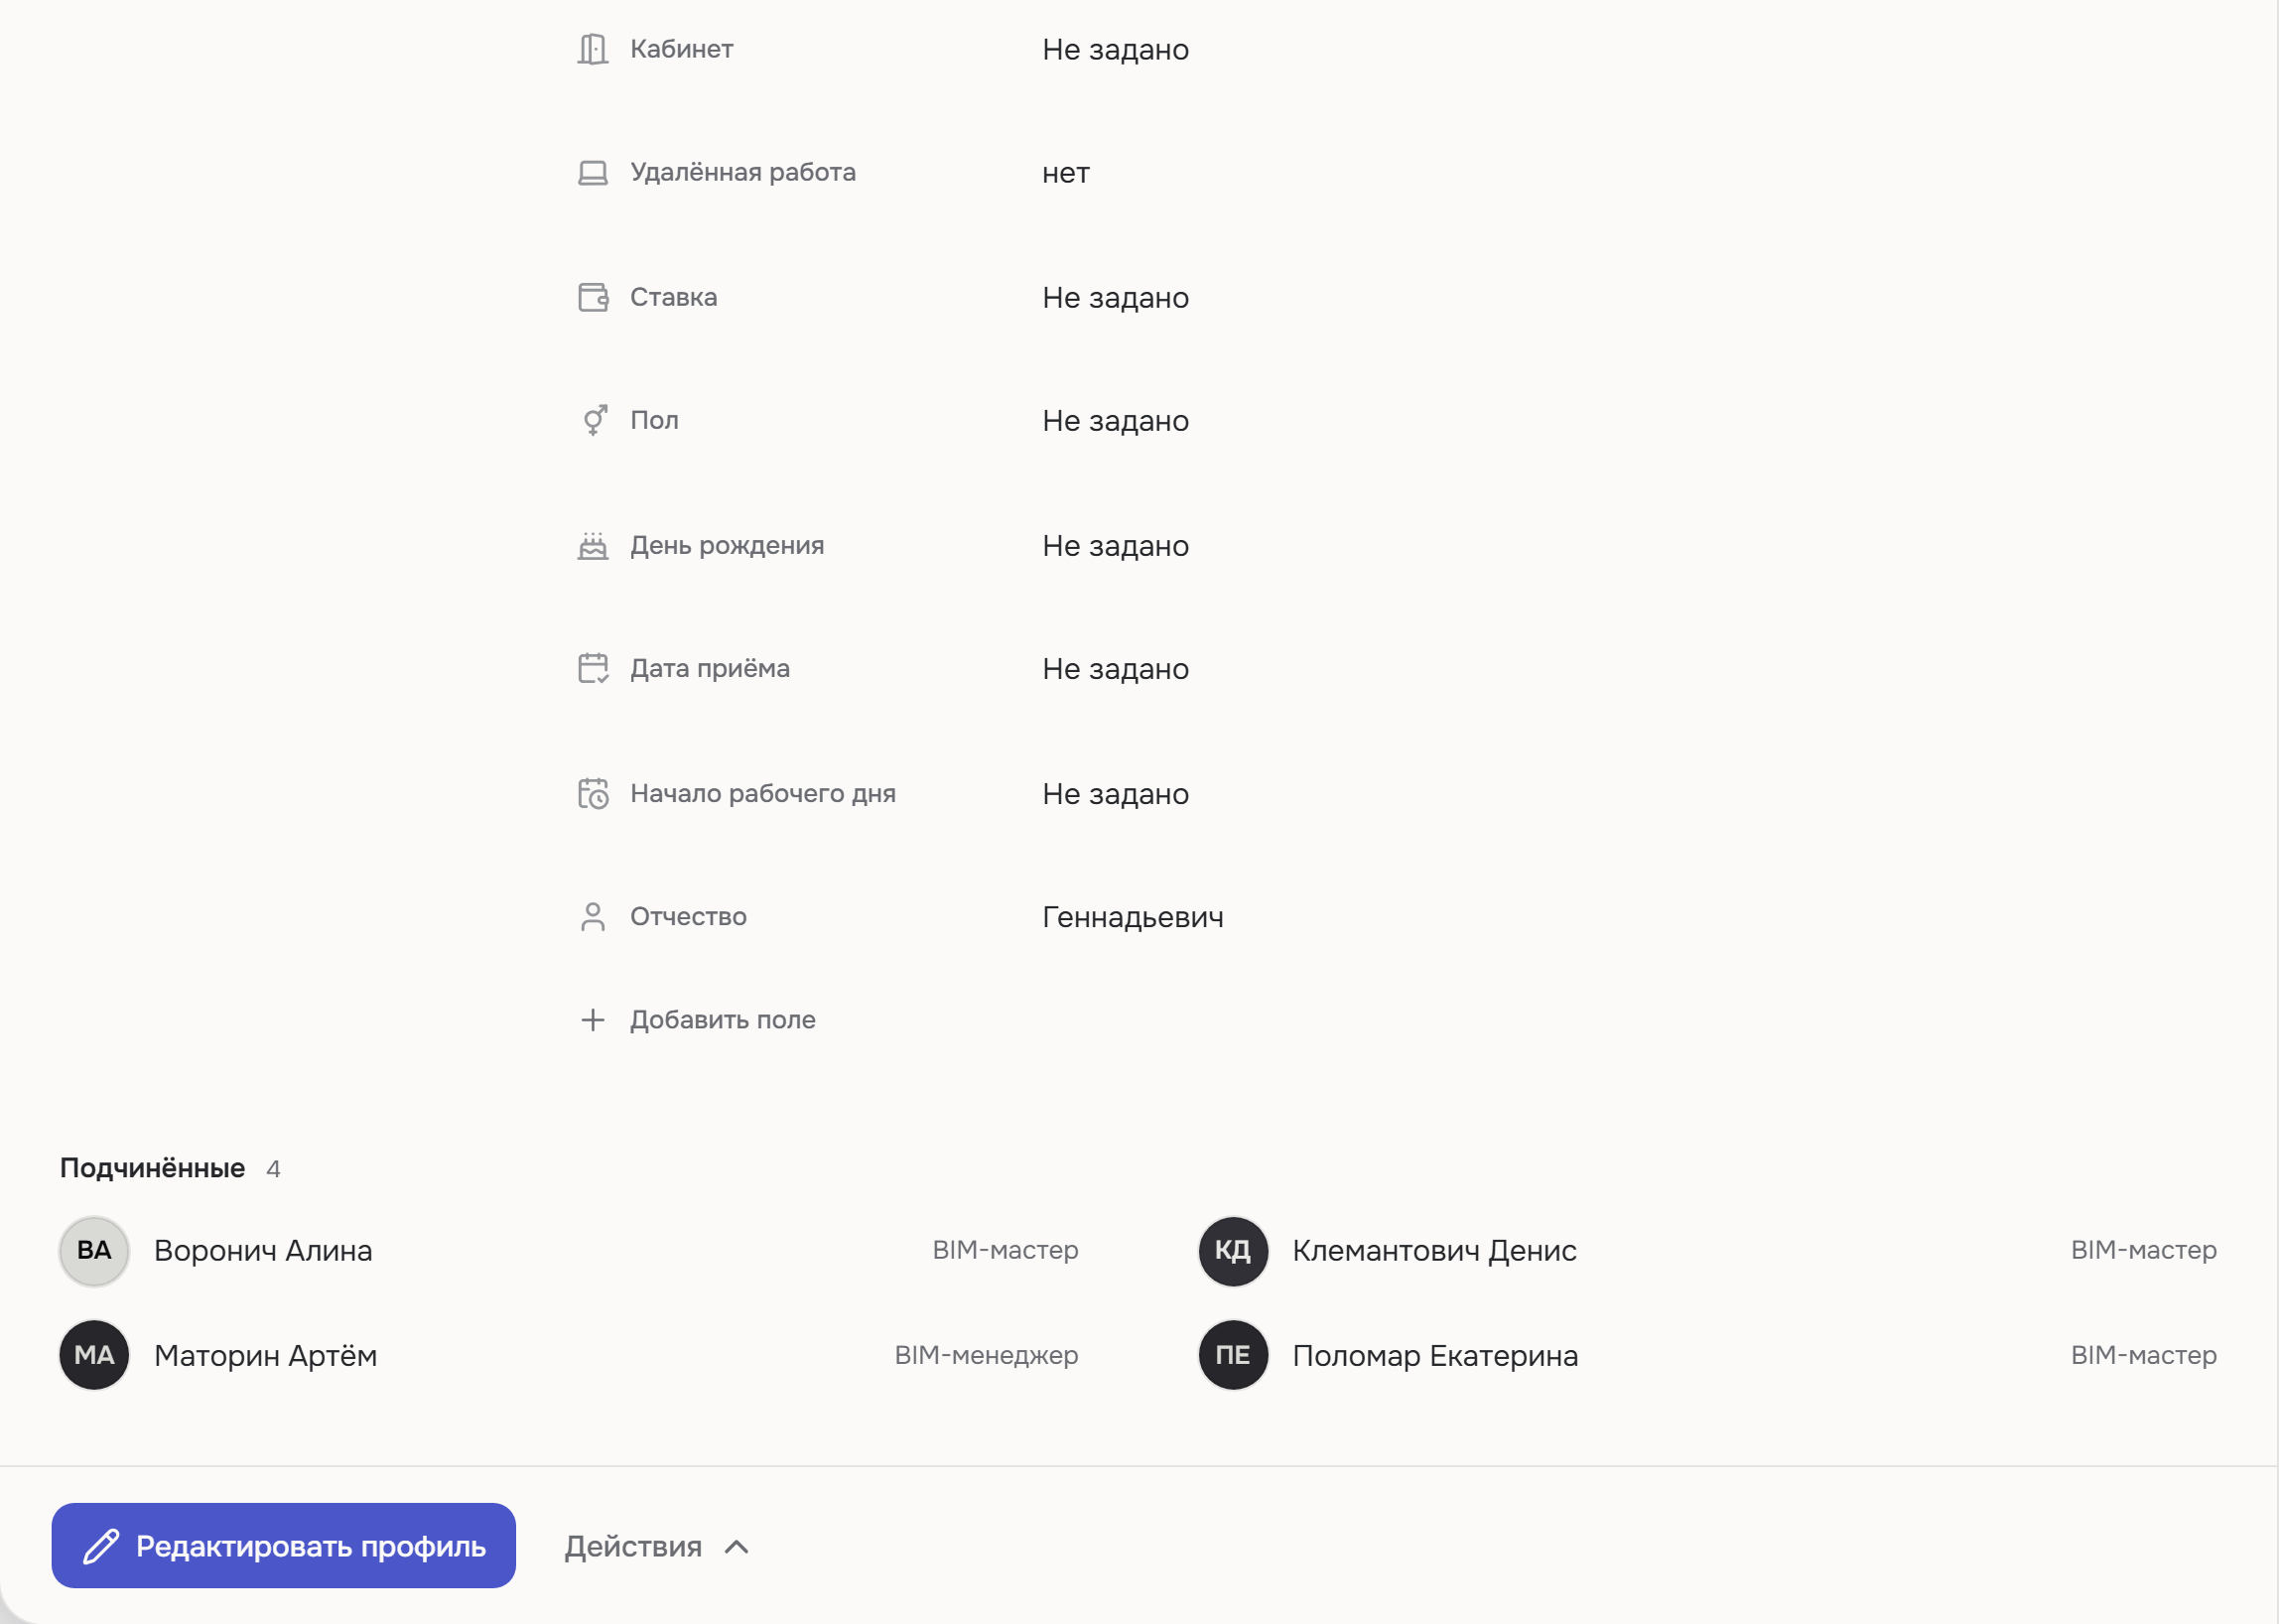 Кабинет Не задано
Удалённая работа нет
Ставка Не задано
Пол Не задано
День рождения Не задано
Дата приёма Не задано
Начало рабочего дня Не задано
Отчество Геннадьевич
Добавить поле
Подчинённые 4
ВА Воронич Алина BIM-мастер
КД Клемантович Денис BIM-мастер
МА Маторин Артём BIM-менеджер
ПЕ Поломар Екатерина BIM-мастер
Редактировать профиль Действия